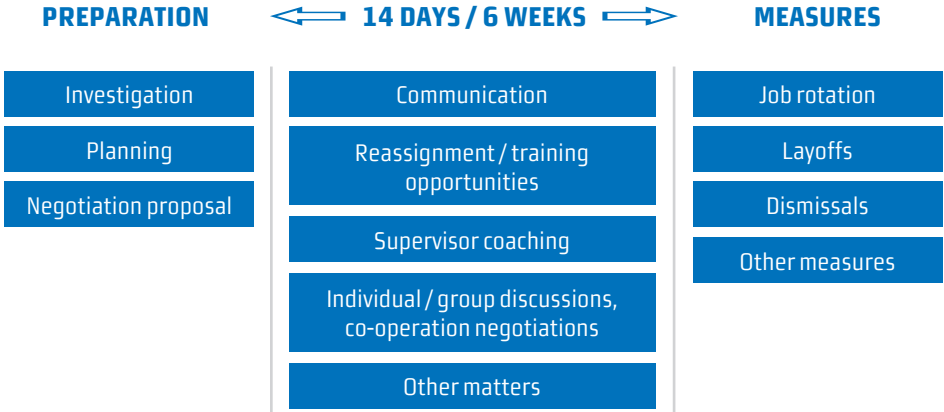 PREPARATION
14 DAYS / 6 WEEKS
MEASURES
Investigation
Planning
Negotiation proposal
Communication
Reassignment / training
opportunities
Supervisor coaching
Individual / group discussions,
co-operation negotiations
Other matters
Job rotation
Layoffs
Dismissals
Other measures